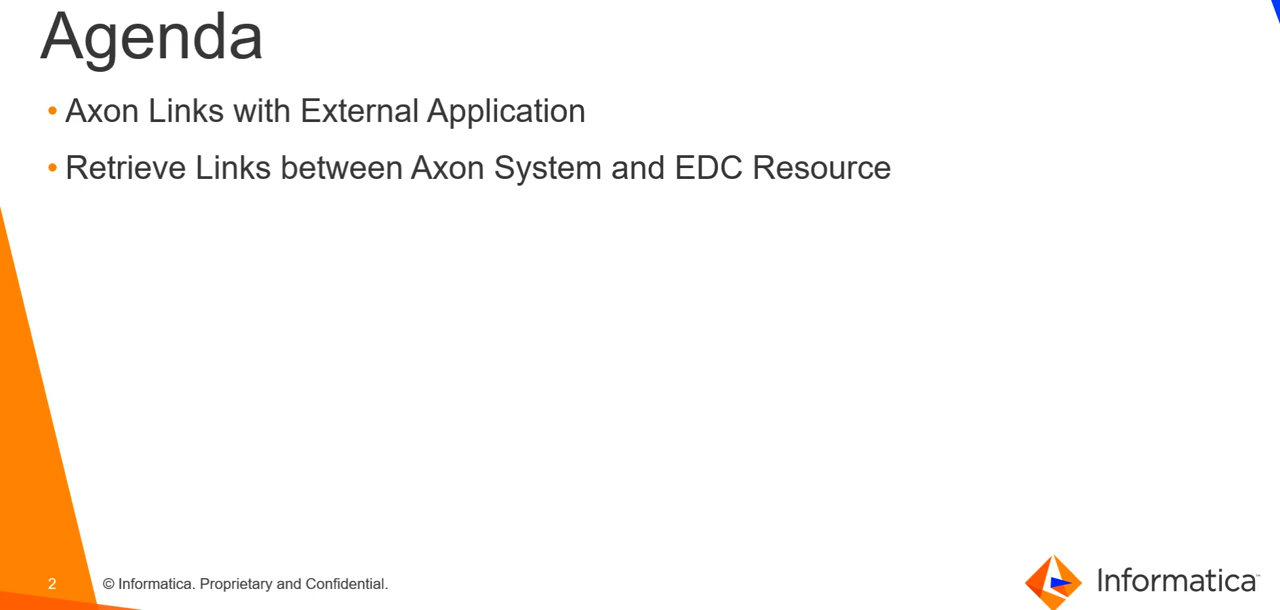 Agenda
• Axon Links with External Application
• Retrieve Links between Axon System and EDC Resource
2
© Informatica. Proprietary and Confidential.
Informatica